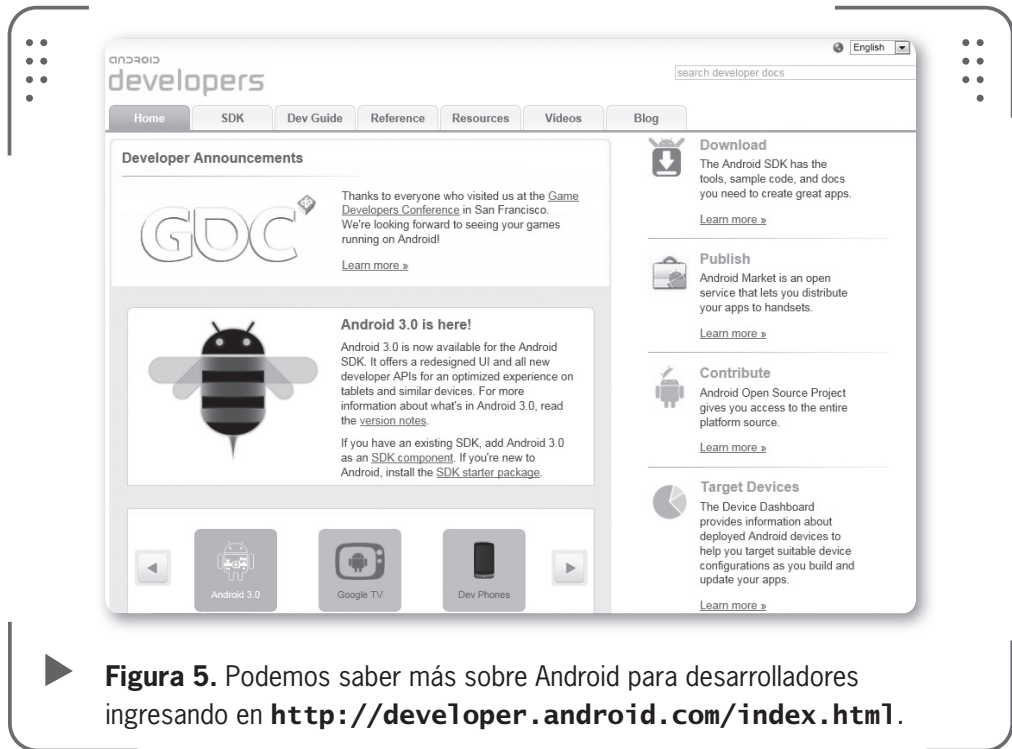 English
android
developers
search developer docs
Home
SDK
Dev Guide
Reference
Resources
Videos
Blog
Developer Announcements
GDC
Thanks to everyone who visited us at the Game
Developers Conference in San Francisco.
We're looking forward to seeing your games
running on Android!
Learn more »
Android 3.0 is here!
Android 3.0 is now available for the Android
SDK. It offers a redesigned UI and all new
developer APIs for an optimized experience on
tablets and similar devices. For more
information about what's in Android 3.0, read
the version notes.
If you have an existing SDK, add Android 3.0
as an SDK component. If you're new to
Android, install the SDK starter package.
Android 3.0
Google TV
Dev Phones
Download
The Android SDK has the
tools, sample code, and docs
you need to create great apps.
Learn more »
Publish
Android Market is an open
service that lets you distribute
your apps to handsets.
Learn more »
Contribute
Android Open Source Project
gives you access to the entire
platform source.
Learn more »
Target Devices
The Device Dashboard
provides information about
deployed Android devices to
help you target suitable device
configurations as you build and
update your apps.
Learn more »
Figura 5. Podemos saber más sobre Android para desarrolladores
ingresando en http://developer.android.com/index.html.